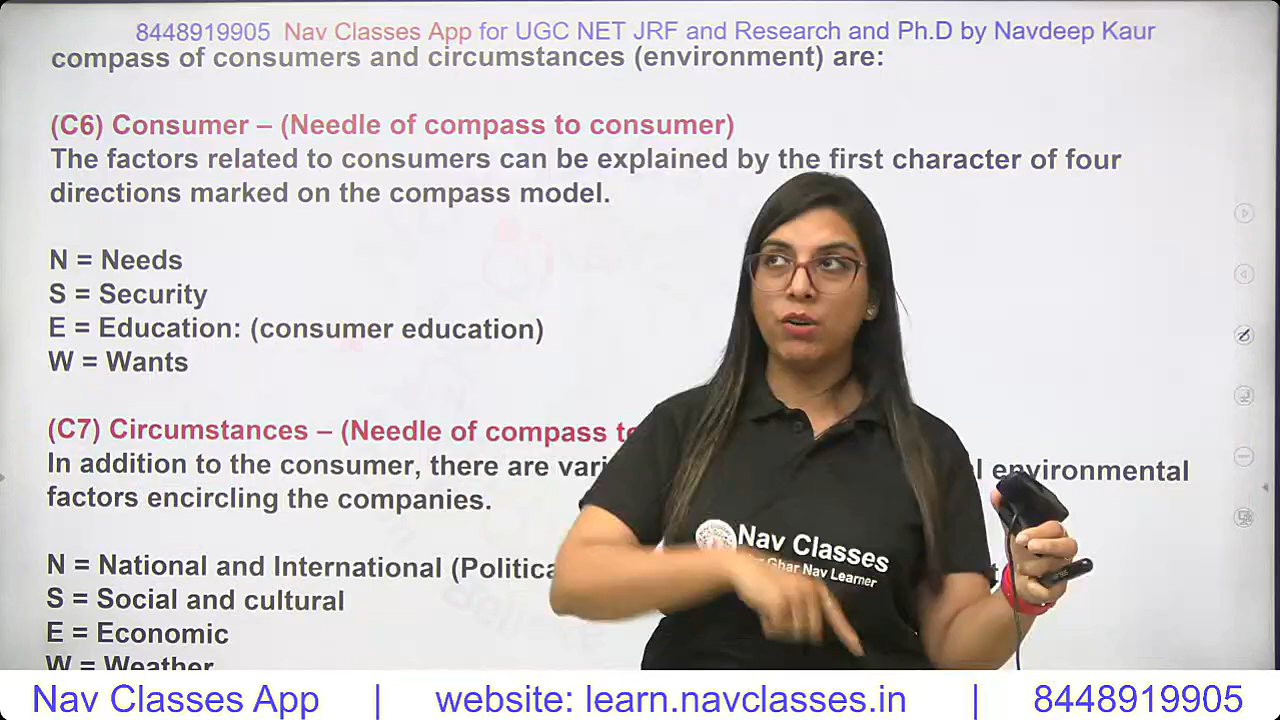 8448919905 Nav Classes App for UGC NET JRF and Research and Ph.D by Navdeep Kaur
compass of consumers and circumstances (environment) are:
(C6) Consumer – (Needle of compass to consumer)
The factors related to consumers can be explained by the first character of four
directions marked on the compass model.
N = Needs
S = Security
E = Education: (consumer education)
W = Wants
(C7) Circumstances – (Needle of compass
In addition to the consumer, there are environmental
factors encircling the companies.
N = National and International
S = Social and cultural
E = Economic
W = Weather
Nav Classes
Ghar Nav Learner
Nav Classes App | website: learn.navclasses.in | 8448919905